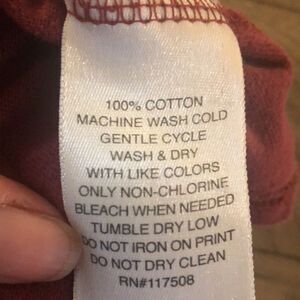 100% COTTON
MACHINE WASH COLD
GENTLE CYCLE
WASH & DRY
WITH LIKE COLORS
ONLY NON-CHLORINE
BLEACH WHEN NEEDED
TUMBLE DRY LOW
DO NOT IRON ON PRINT
DO NOT DRY CLEAN
RN#117508